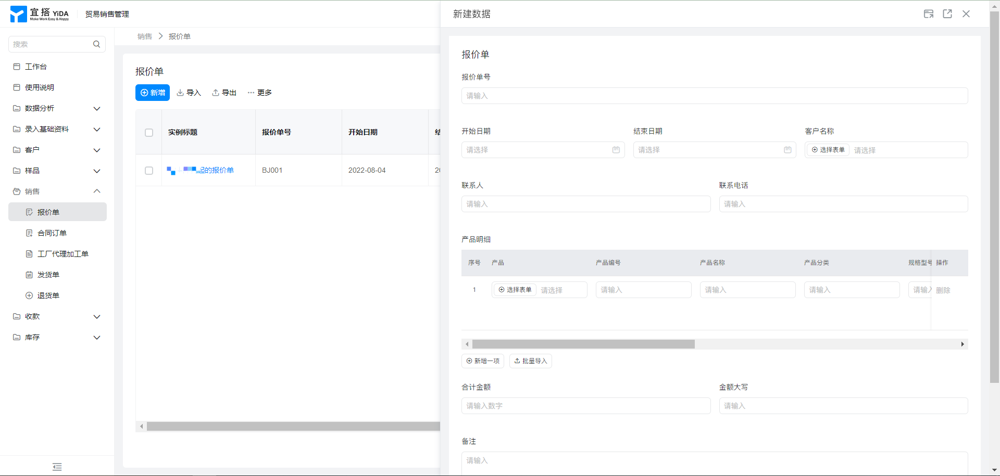 宜搭 YiDA
Make Work Easy & Happy
贸易销售管理
搜索
工作台
使用说明
数据分析
录入基础资料
客户
样品
销售
报价单
合同订单
工厂代理加工单
发货单
退货单
收款
库存
销售 > 报价单
报价单
新增 导入 导出 ··· 更多
实例标题 报价单号 开始日期
起的报价单 BJ001 2022-08-04 20
新建数据
报价单
报价单号
请输入
开始日期 结束日期 客户名称
请选择 请选择 选择表单 请选择
联系人 联系电话
请输入 请输入
产品明细
序号 产品 产品编号 产品名称 产品分类 规格型号 操作
1 选择表单 请选择 请输入 请输入 请输入 请输入 删除
新增一项 批量导入
合计金额 金额大写
请输入数字 请输入
备注
请输入